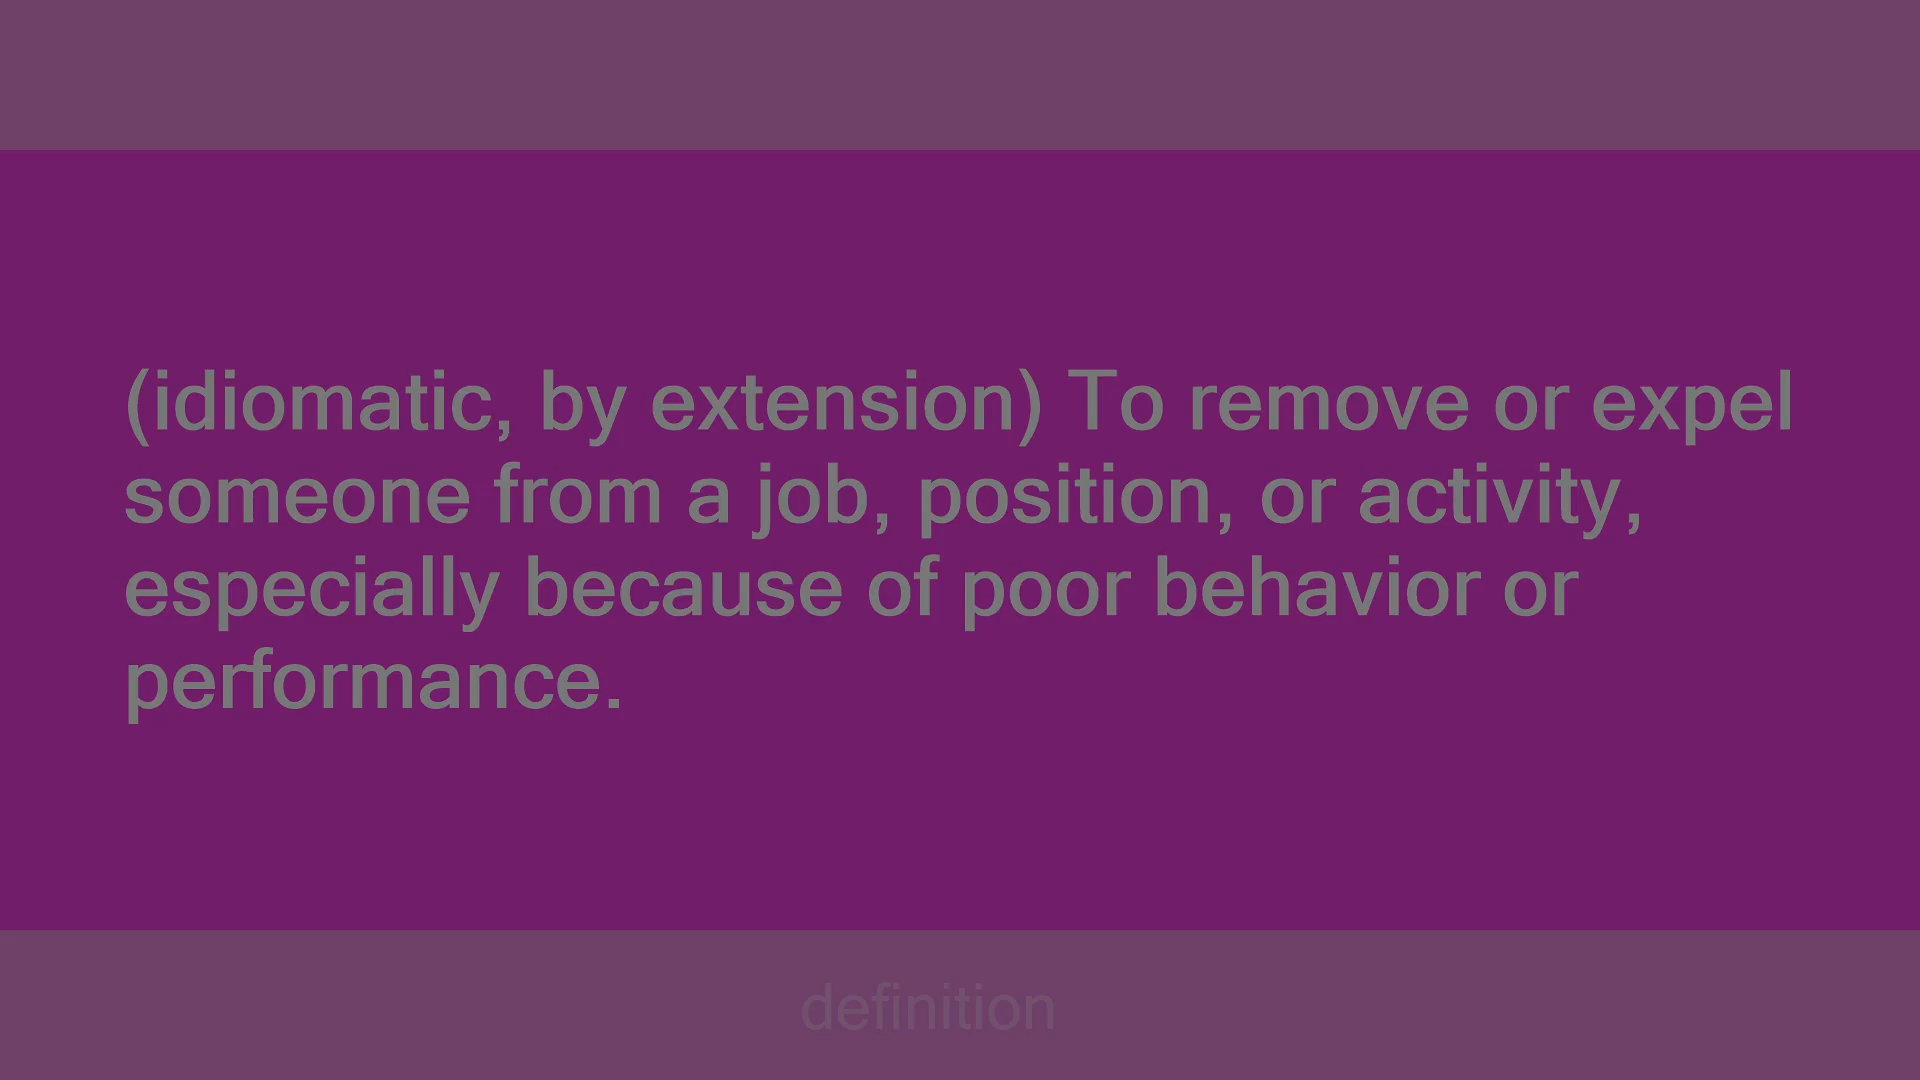 (idiomatic, by extension) To remove or expel
someone from a job, position, or activity,
especially because of poor behavior or
performance.
definition